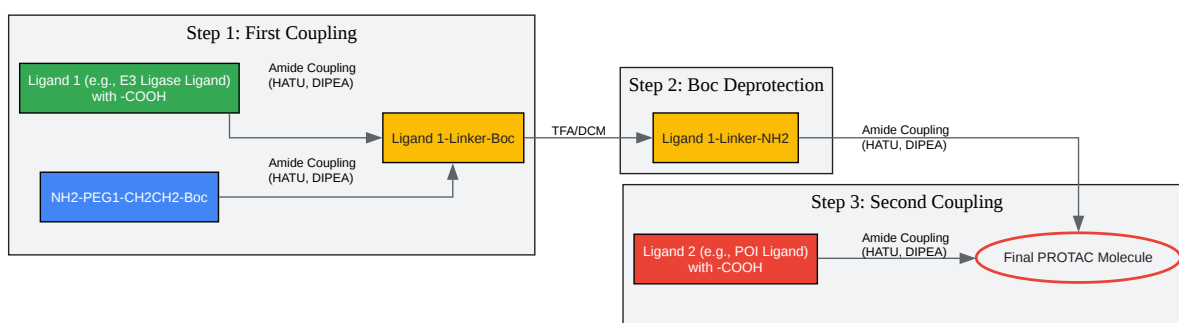 Step 1: First Coupling
Ligand 1 (e.g., E3 Ligase Ligand)
with -COOH
Amide Coupling
(HATU, DIPEA)
Ligand 1-Linker-Boc
Amide Coupling
(HATU, DIPEA)
NH2-PEG1-CH2CH2-Boc
TFA/DCM
Step 2: Boc Deprotection
Ligand 1-Linker-NH2
Amide Coupling
(HATU, DIPEA)
Step 3: Second Coupling
Ligand 2 (e.g., POI Ligand)
with -COOH
Amide Coupling
(HATU, DIPEA)
Final PROTAC Molecule